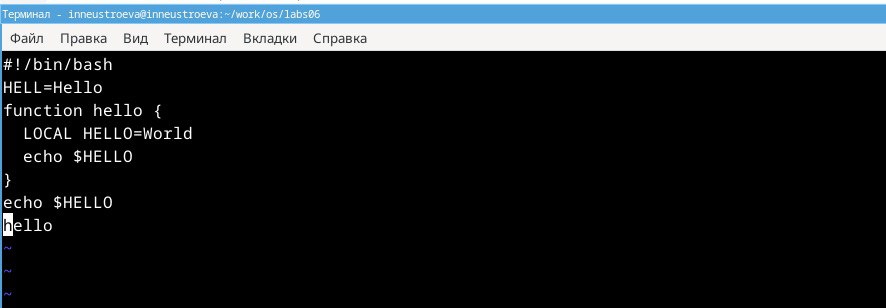 Терминал - inneustroeva@inneustroeva:~/work/os/labs06
Файл Правка Вид Терминал Вкладки Справка
#!/bin/bash
HELL=Hello
function hello {
  LOCAL HELLO=World
  echo $HELLO
}
echo $HELLO
hello
~
~
~